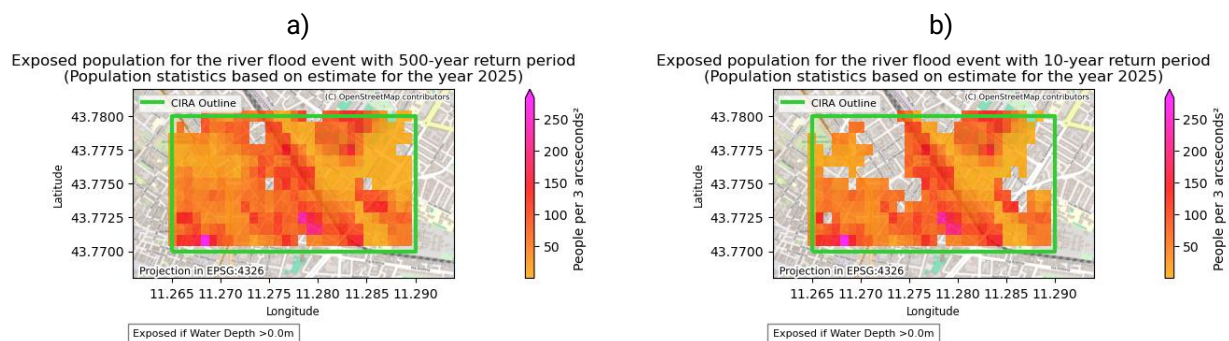 a)
Exposed population for the river flood event with 500-year return period
(Population statistics based on estimate for the year 2025)
CIRA Outline
(C) OpenStreetMap contributors
43.7800
43.7775
43.7750
43.7725
43.7700
Latitude
Projection in EPSG:4326
11.265 11.270 11.275 11.280 11.285 11.290
Longitude
250
200
150
100
50
People per 3 arcseconds²
Exposed if Water Depth >0.0m
b)
Exposed population for the river flood event with 10-year return period
(Population statistics based on estimate for the year 2025)
CIRA Outline
(C) OpenStreetMap contributors
43.7800
43.7775
43.7750
43.7725
43.7700
Latitude
Projection in EPSG:4326
11.265 11.270 11.275 11.280 11.285 11.290
Longitude
250
200
150
100
50
People per 3 arcseconds²
Exposed if Water Depth >0.0m